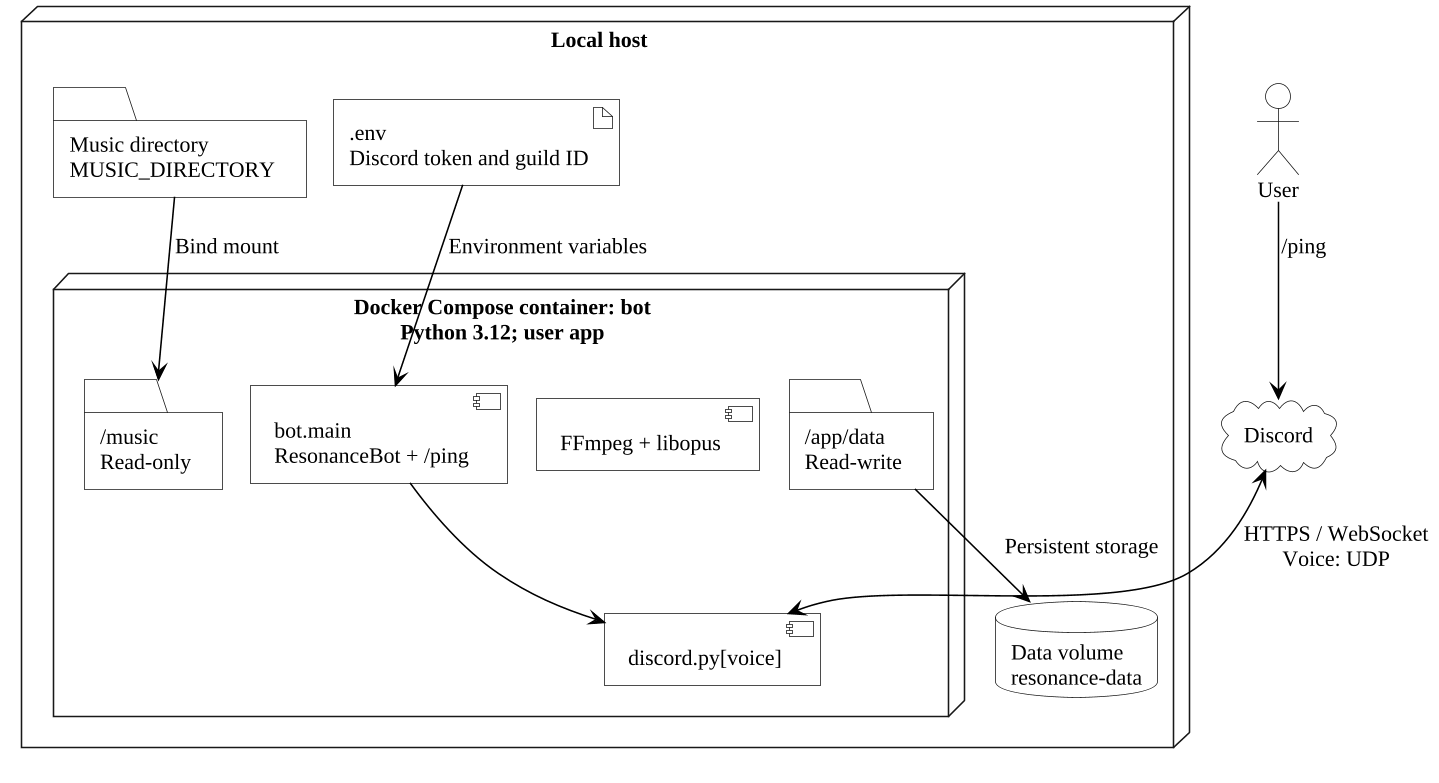 Local host
Music directory
MUSIC_DIRECTORY
.env
Discord token and guild ID
User
Bind mount
Environment variables
/ping
Docker Compose container: bot
Python 3.12; user app
/music
Read-only
bot.main
ResonanceBot + /ping
FFmpeg + libopus
/app/data
Read-write
Discord
Persistent storage
HTTPS / WebSocket
Voice: UDP
discord.py[voice]
Data volume
resonance-data